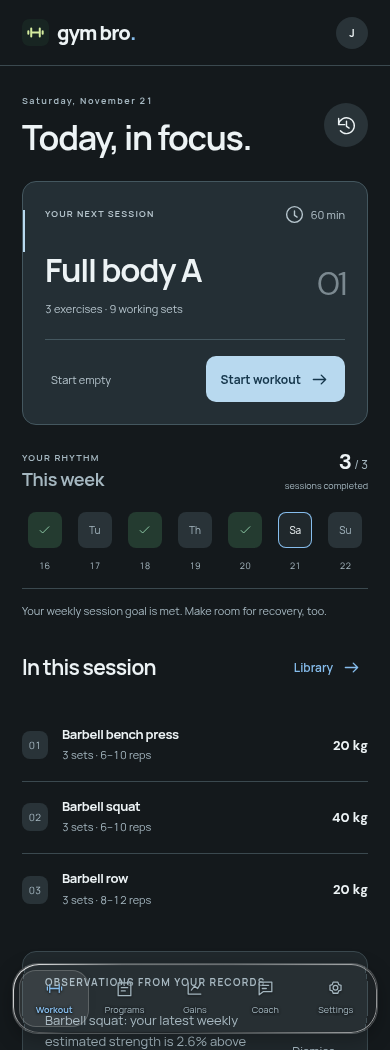 gym bro.
J
Saturday, November 21
Today, in focus.
YOUR NEXT SESSION
60 min
Full body A
01
3 exercises · 9 working sets
Start empty
Start workout
YOUR RHYTHM
This week
3 / 3
sessions completed
Tu
Th
Sa
Su
16
17
18
19
20
21
22
Your weekly session goal is met. Make room for recovery, too.
In this session
Library
01
Barbell bench press
3 sets · 6–10 reps
20 kg
02
Barbell squat
3 sets · 6–10 reps
40 kg
03
Barbell row
3 sets · 8–12 reps
20 kg
OBSERVATIONS FROM YOUR RECORDS
Workout
Programs
Gains
Coach
Settings
Barbell squat: your latest weekly
estimated strength is 2.6% above
Dismiss